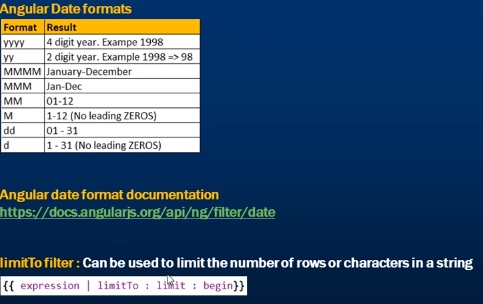 Angular Date formats
Format Result
yyyy 4 digit year. Exampe 1998
yy 2 digit year. Example 1998 => 98
MMMM January-December
MMM Jan-Dec
MM 01-12
M 1-12 (No leading ZEROS)
dd 01 - 31
d 1 - 31 (No leading ZEROS)
Angular date format documentation
https://docs.angularjs.org/api/ng/filter/date
limitTo filter : Can be used to limit the number of rows or characters in a string
{{ expression | limitTo : limit : begin}}